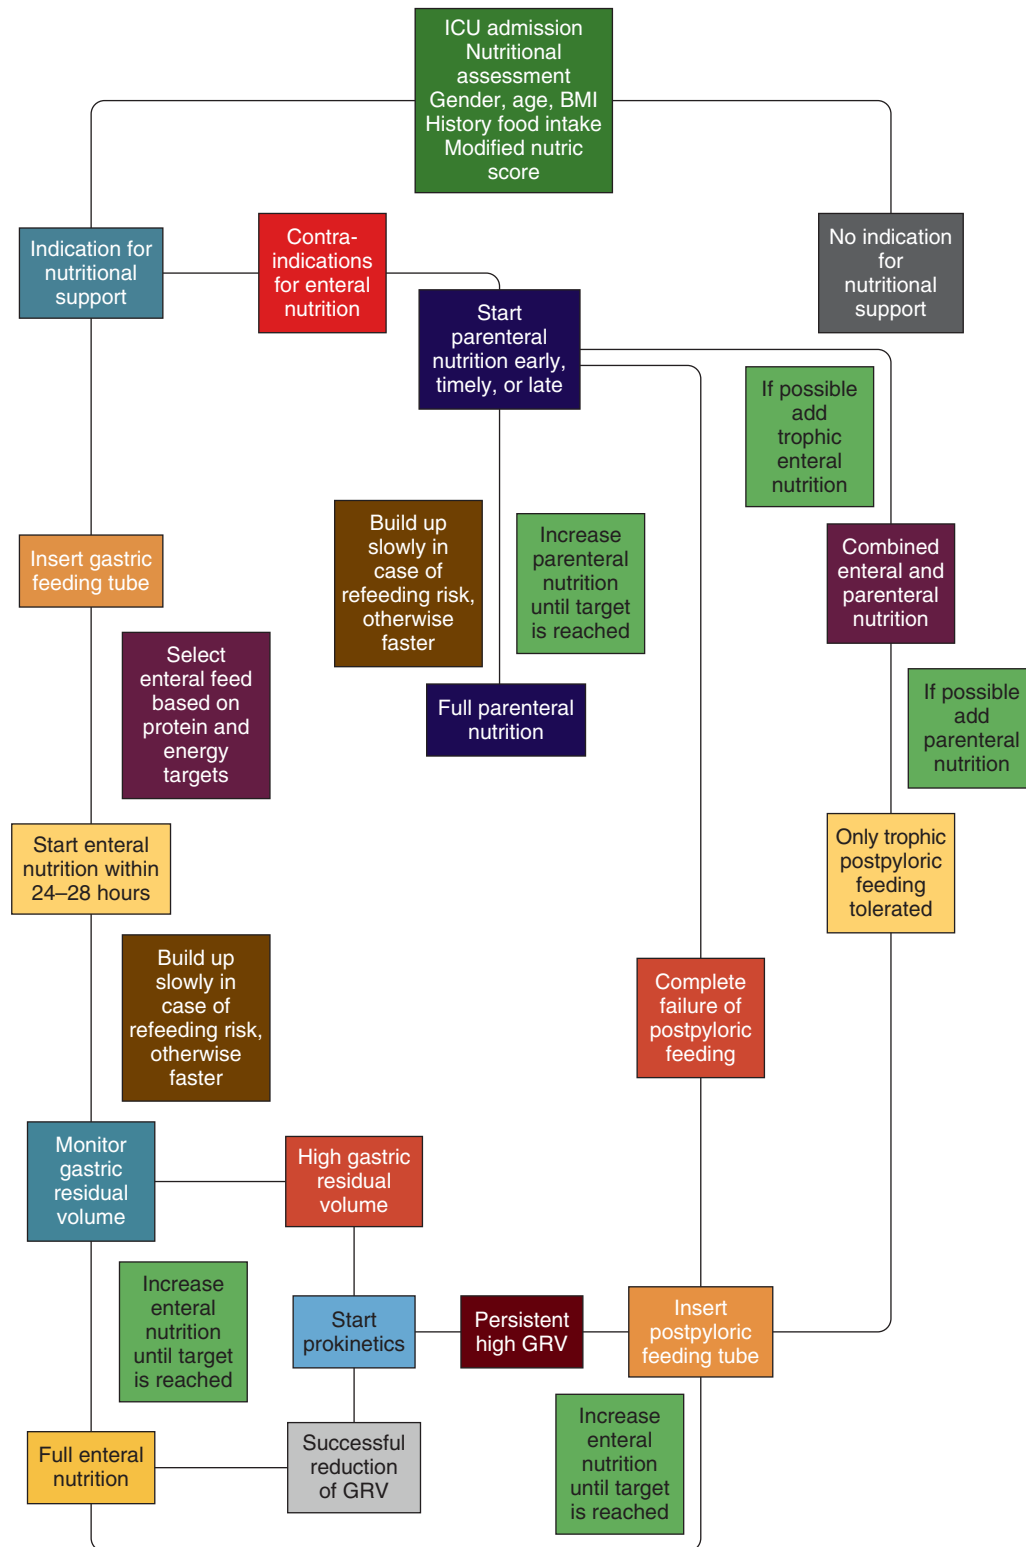 ICU admission
Nutritional
assessment
Gender, age, BMI
History food intake
Modified nutric
score
Indication for
nutritional
support
Contra-
indications
for enteral
nutrition
No indication
for
nutritional
support
Start
parenteral
nutrition early,
timely, or late
If possible
add
trophic
enteral
nutrition
Build up
slowly in
case of
refeeding risk,
otherwise
faster
Increase
parenteral
nutrition
until target
is reached
Combined
enteral and
parenteral
nutrition
Insert gastric
feeding tube
Select
enteral feed
based on
protein and
energy
targets
Full parenteral
nutrition
If possible
add
parenteral
nutrition
Start enteral
nutrition within
24–28 hours
Only trophic
postpyloric
feeding
tolerated
Build up
slowly in
case of
refeeding risk,
otherwise
faster
Complete
failure of
postpyloric
feeding
Monitor
gastric
residual
volume
High gastric
residual
volume
Increase
enteral
nutrition
until target
is reached
Start
prokinetics
Persistent
high GRV
Insert
postpyloric
feeding tube
Full enteral
nutrition
Successful
reduction
of GRV
Increase
enteral
nutrition
until target
is reached